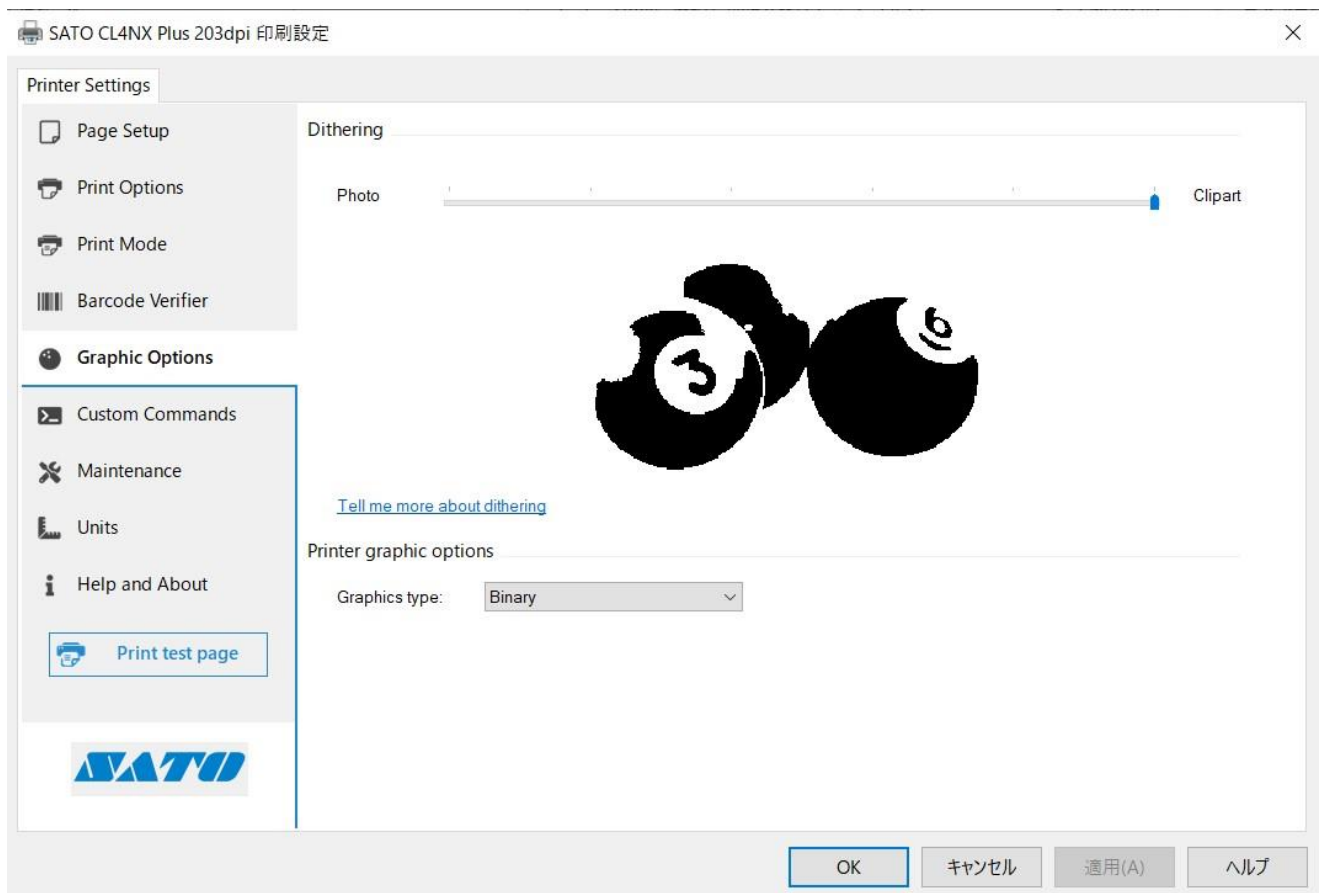 SATO CL4NX Plus 203dpi 印刷設定
Printer Settings
Page Setup
Print Options
Print Mode
Barcode Verifier
Graphic Options
Custom Commands
Maintenance
Units
Help and About
Print test page
SATO
Dithering
Photo
Clipart
3
6
Tell me more about dithering
Printer graphic options
Graphics type: Binary
OK キャンセル 適用(A) ヘルプ